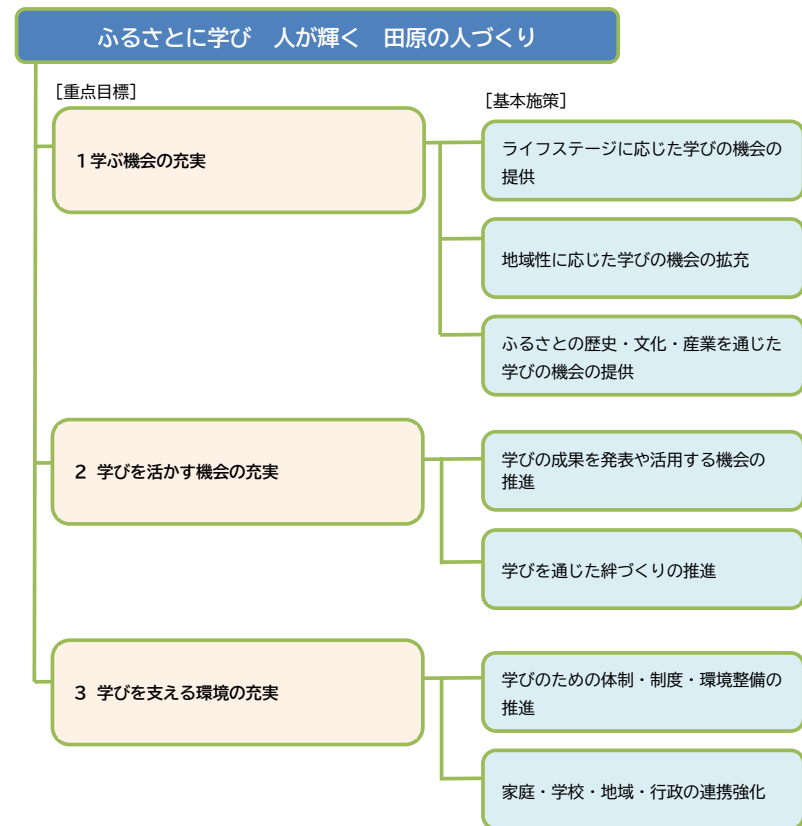 ふるさとに学び　人が輝く　田原の人づくり
［重点目標］
［基本施策］
１学ぶ機会の充実
ライフステージに応じた学びの機会の
提供
地域性に応じた学びの機会の拡充
ふるさとの歴史・文化・産業を通じた
学びの機会の提供
２ 学びを活かす機会の充実
学びの成果を発表や活用する機会の
推進
学びを通じた絆づくりの推進
３ 学びを支える環境の充実
学びのための体制・制度・環境整備の
推進
家庭・学校・地域・行政の連携強化